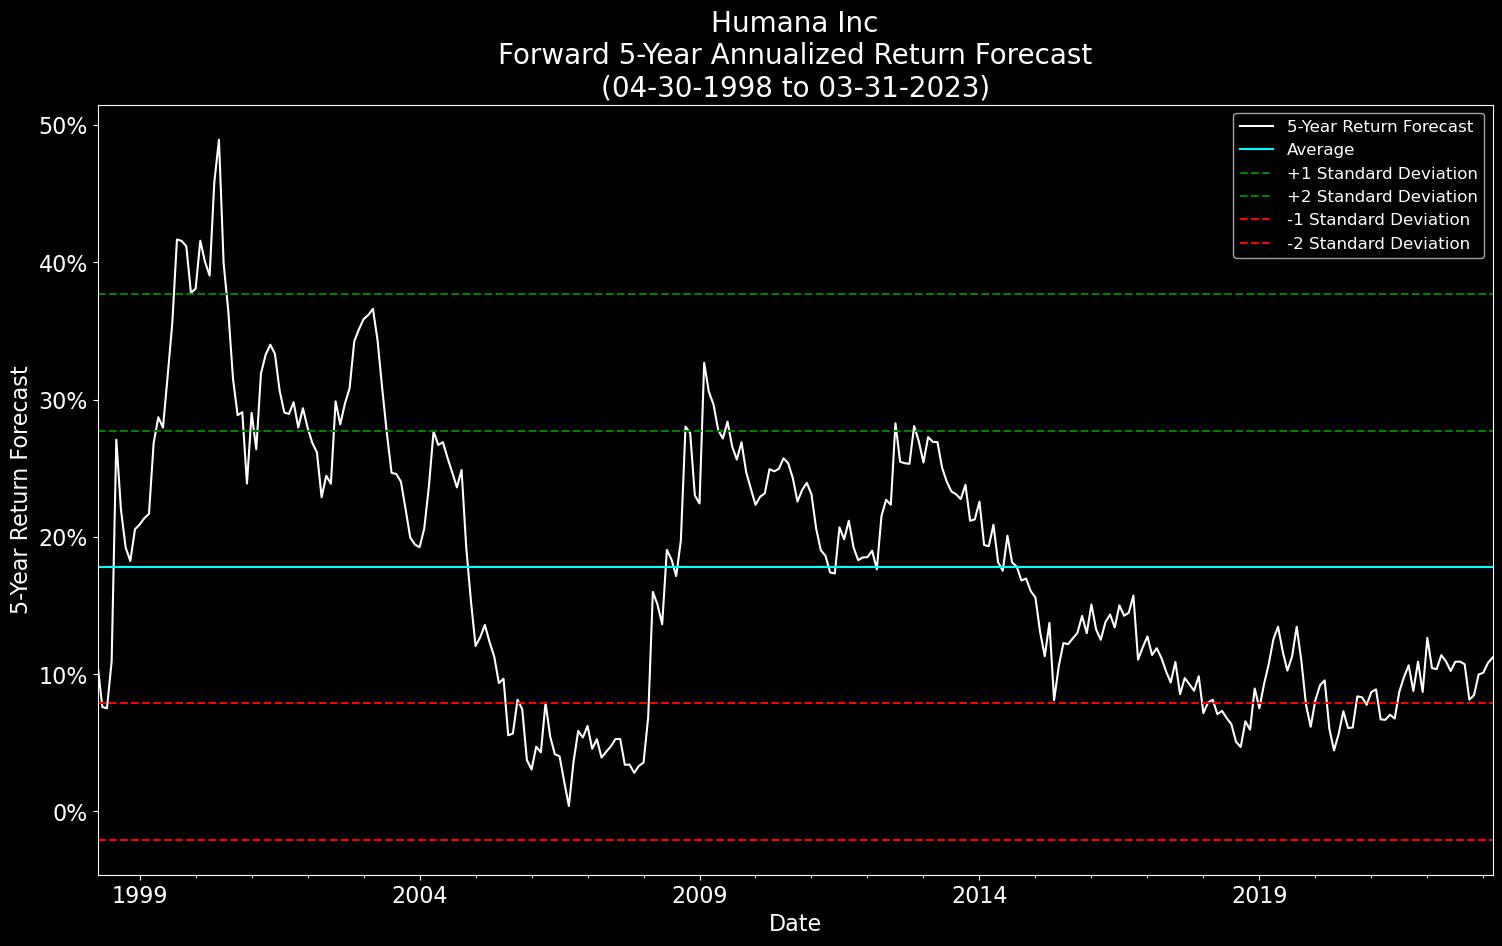 Humana Inc
Forward 5-Year Annualized Return Forecast
(04-30-1998 to 03-31-2023)
5-Year Return Forecast
Average
+1 Standard Deviation
+2 Standard Deviation
-1 Standard Deviation
-2 Standard Deviation
50%
40%
30%
20%
10%
0%
5-Year Return Forecast
1999
2004
2009
2014
2019
Date